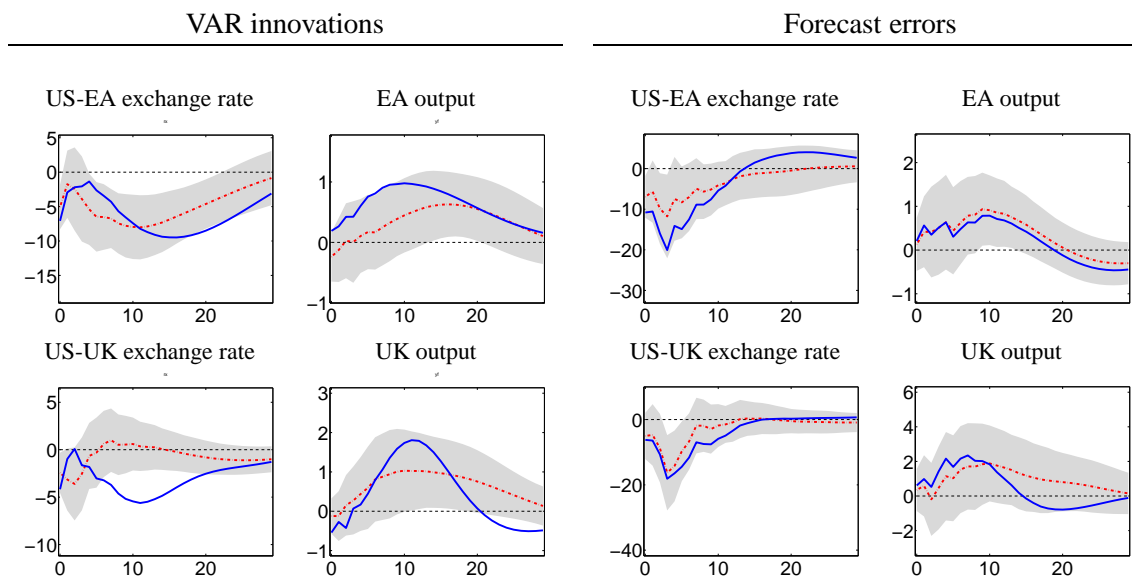 VAR innovations
Forecast errors
US-EA exchange rate
EA output
US-EA exchange rate
EA output
5
0
−5
−10
−15
0 10 20
1
0
−1
0 10 20
0
−10
−20
−30
0 10 20
2
1
0
−1
0 10 20
US-UK exchange rate
UK output
US-UK exchange rate
UK output
5
0
−5
−10
0 10 20
3
2
1
0
−1
0 10 20
0
−20
−40
0 10 20
6
4
2
0
−2
0 10 20